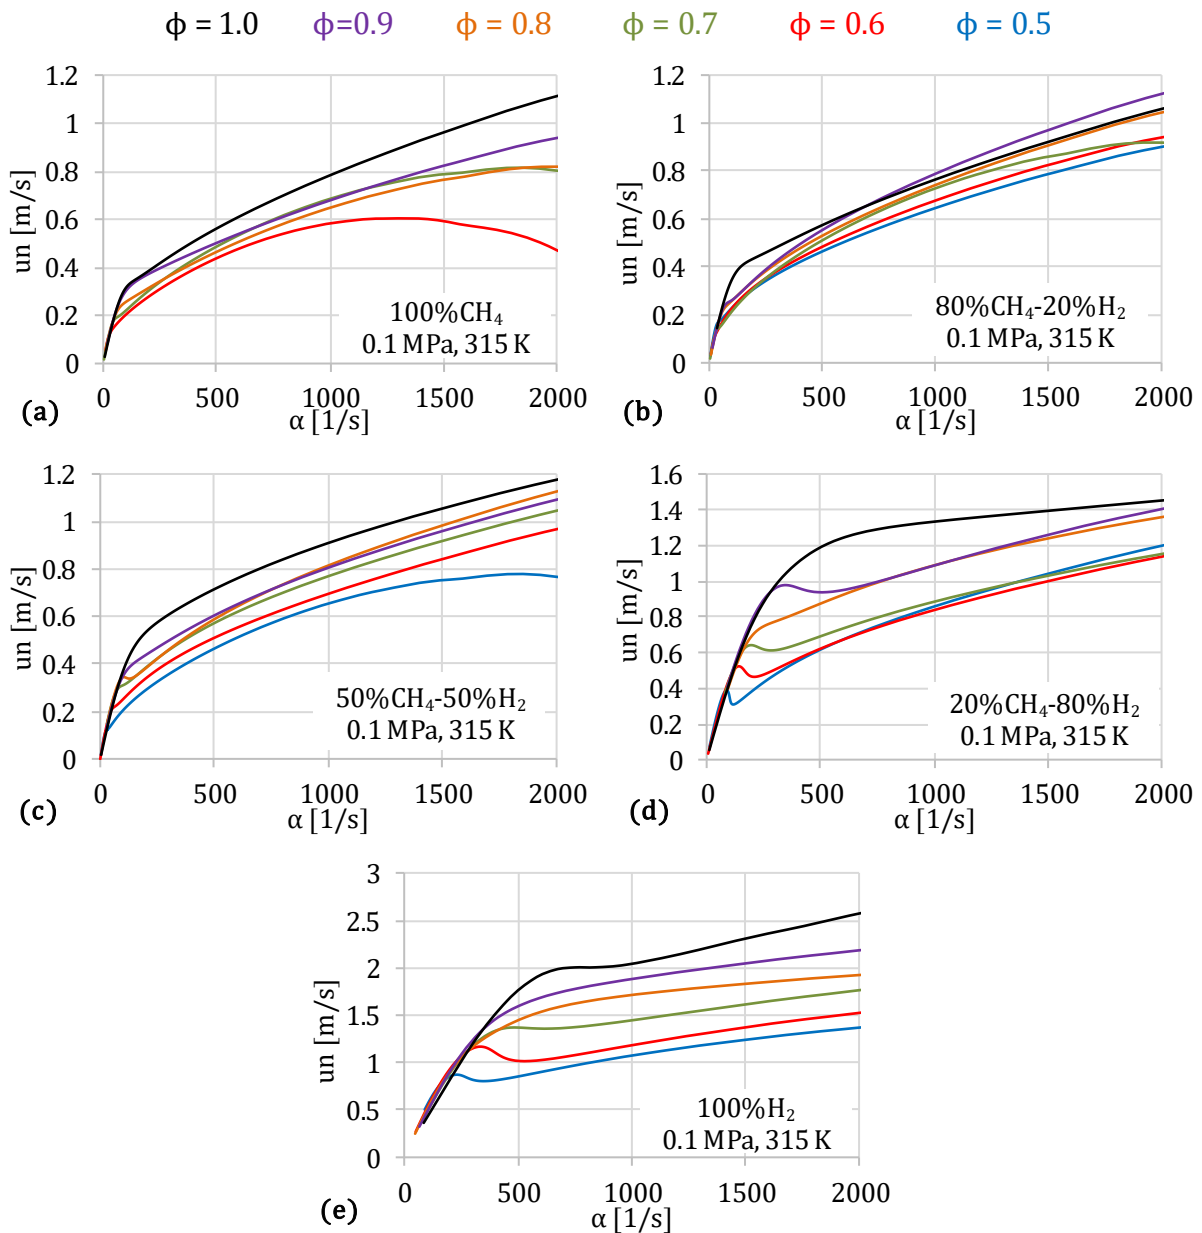 ϕ = 1.0 ϕ=0.9 ϕ = 0.8 ϕ = 0.7 ϕ = 0.6 ϕ = 0.5
1.2
1
0.8
0.6
0.4
0.2
0
un [m/s]
100%CH₄
0.1 MPa, 315 K
0 500 1000 1500 2000
(a)
α [1/s]
1.2
1
0.8
0.6
0.4
0.2
0
un [m/s]
80%CH₄-20%H₂
0.1 MPa, 315 K
0 500 1000 1500 2000
(b)
α [1/s]
1.2
1
0.8
0.6
0.4
0.2
0
un [m/s]
50%CH₄-50%H₂
0.1 MPa, 315 K
0 500 1000 1500 2000
(c)
α [1/s]
1.6
1.4
1.2
1
0.8
0.6
0.4
0.2
0
un [m/s]
20%CH₄-80%H₂
0.1 MPa, 315 K
0 500 1000 1500 2000
(d)
α [1/s]
3
2.5
2
1.5
1
0.5
0
un [m/s]
100%H₂
0.1 MPa, 315 K
0 500 1000 1500 2000
(e)
α [1/s]